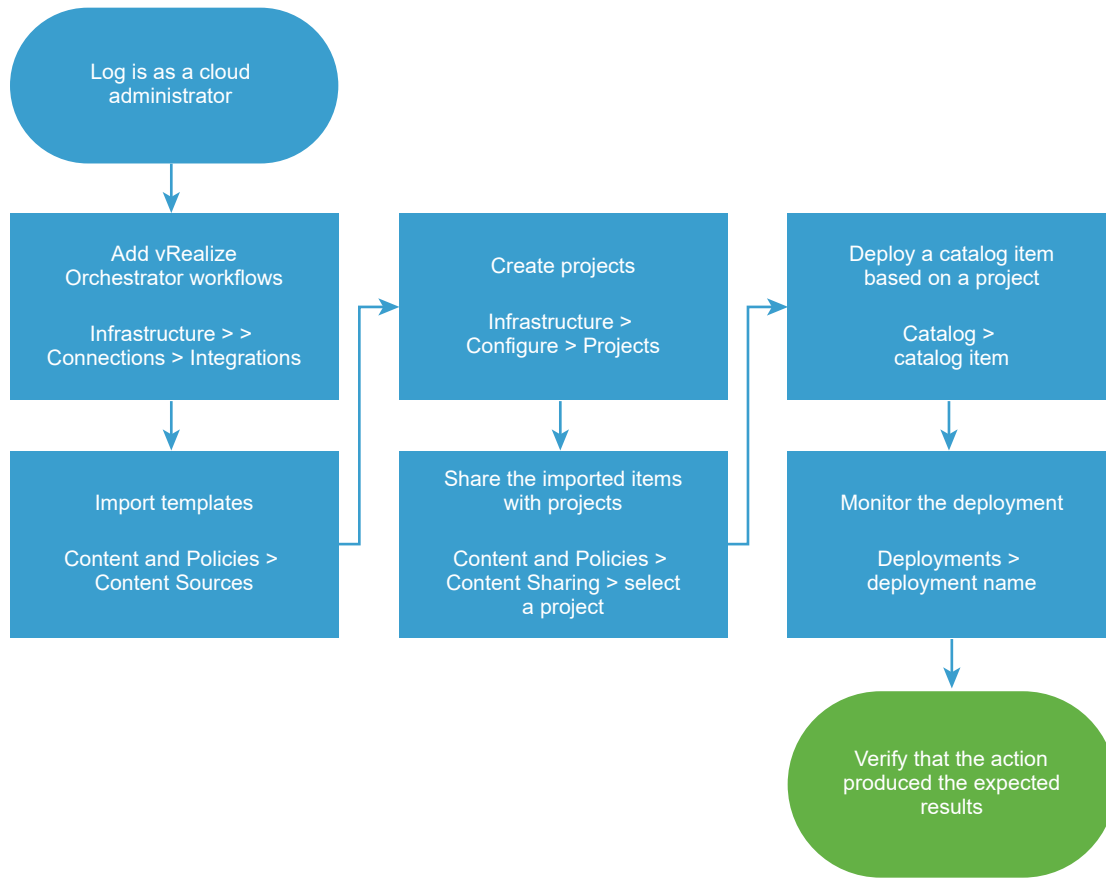 Log is as a cloud
administrator
Add vRealize
Orchestrator workflows
Infrastructure > >
Connections > Integrations
Import templates
Content and Policies >
Content Sources
Create projects
Infrastructure >
Configure > Projects
Share the imported items
with projects
Content and Policies >
Content Sharing > select
a project
Deploy a catalog item
based on a project
Catalog >
catalog item
Monitor the deployment
Deployments >
deployment name
Verify that the action
produced the expected
results